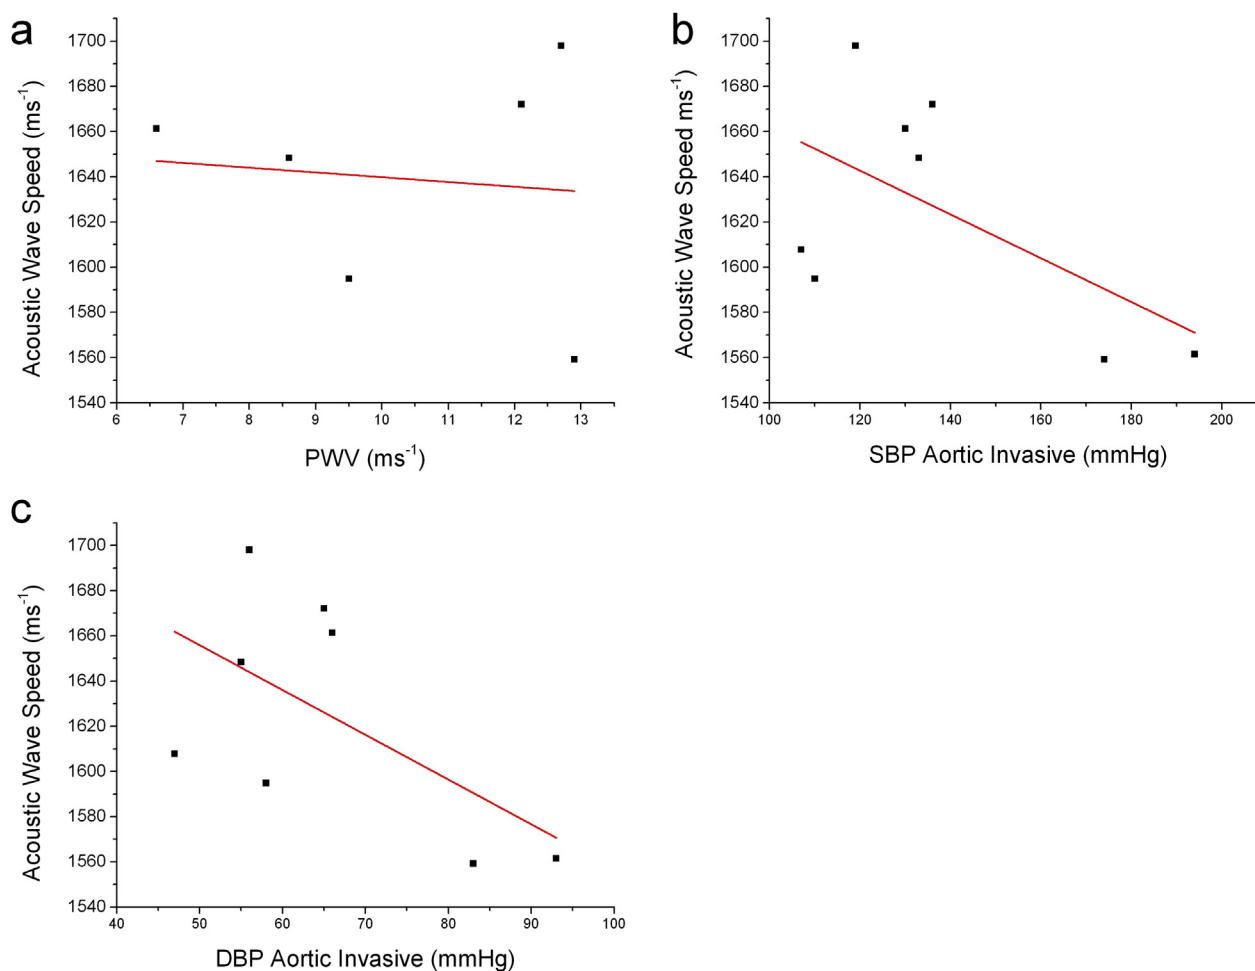 a
1700
1680
1660
1640
1620
1600
1580
1560
1540
Acoustic Wave Speed (ms⁻¹)
6 7 8 9 10 11 12 13
PWV (ms⁻¹)
b
1700
1680
1660
1640
1620
1600
1580
1560
1540
Acoustic Wave Speed ms⁻¹)
100 120 140 160 180 200
SBP Aortic Invasive (mmHg)
c
1700
1680
1660
1640
1620
1600
1580
1560
1540
Acoustic Wave Speed (ms⁻¹)
40 50 60 70 80 90 100
DBP Aortic Invasive (mmHg)